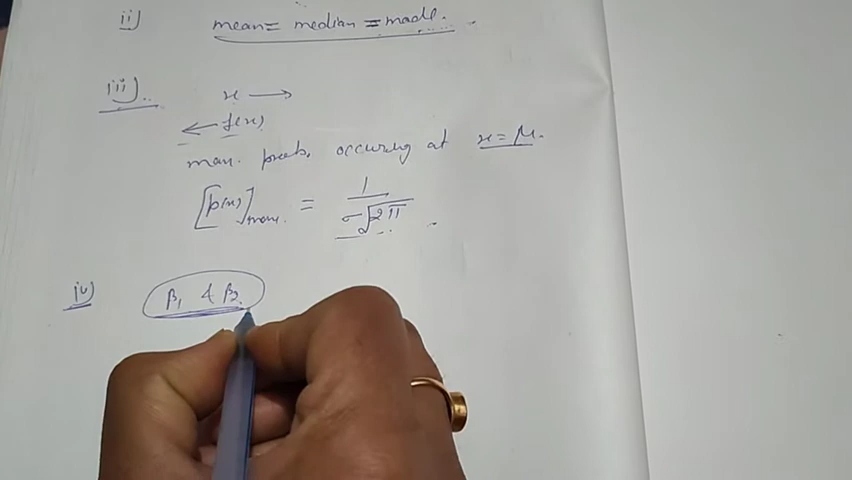 ii) mean = median = mode.
iii) x →
← f(x)
max. prob. occuring at x = μ.
[p(x)]max. = 1 / σ√2π
iv) β₁ & β₂.